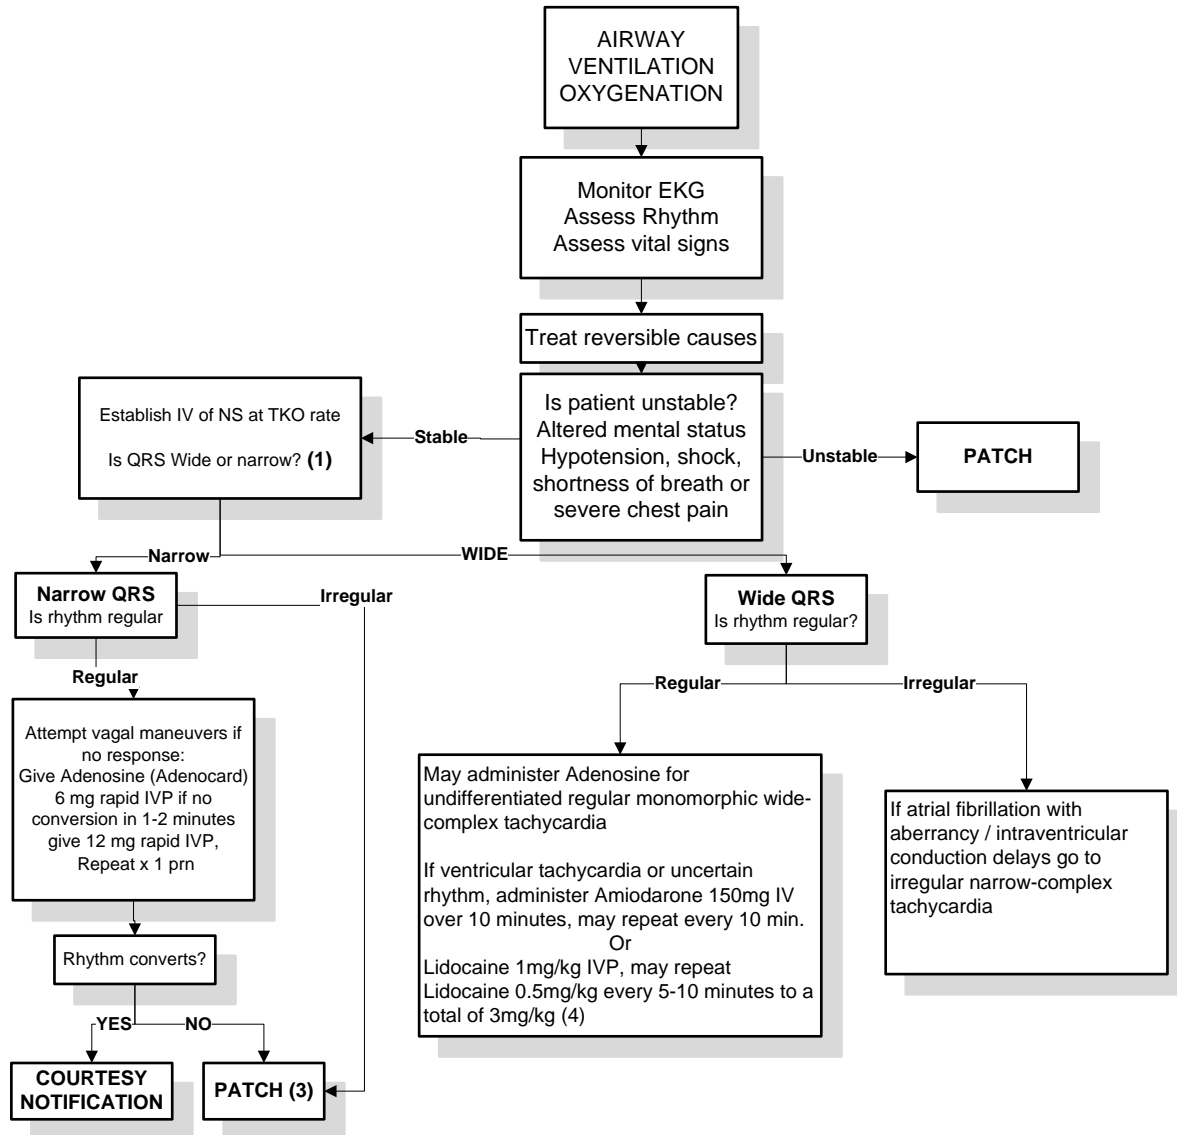 AIRWAY
VENTILATION
OXYGENATION
Monitor EKG
Assess Rhythm
Assess vital signs
Treat reversible causes
Is patient unstable?
Altered mental status
Hypotension, shock,
shortness of breath or
severe chest pain
Stable
Unstable
PATCH
Establish IV of NS at TKO rate
Is QRS Wide or narrow? (1)
Narrow
WIDE
Narrow QRS
Is rhythm regular
Irregular
Wide QRS
Is rhythm regular?
Regular
Regular
Irregular
Attempt vagal maneuvers if
no response:
Give Adenosine (Adenocard)
6 mg rapid IVP if no
conversion in 1-2 minutes
give 12 mg rapid IVP,
Repeat x 1 prn
May administer Adenosine for
undifferentiated regular monomorphic wide-
complex tachycardia
If ventricular tachycardia or uncertain
rhythm, administer Amiodarone 150mg IV
over 10 minutes, may repeat every 10 min.
Or
Lidocaine 1mg/kg IVP, may repeat
Lidocaine 0.5mg/kg every 5-10 minutes to a
total of 3mg/kg (4)
If atrial fibrillation with
aberrancy / intraventricular
conduction delays go to
irregular narrow-complex
tachycardia
Rhythm converts?
YES
NO
COURTESY
NOTIFICATION
PATCH (3)